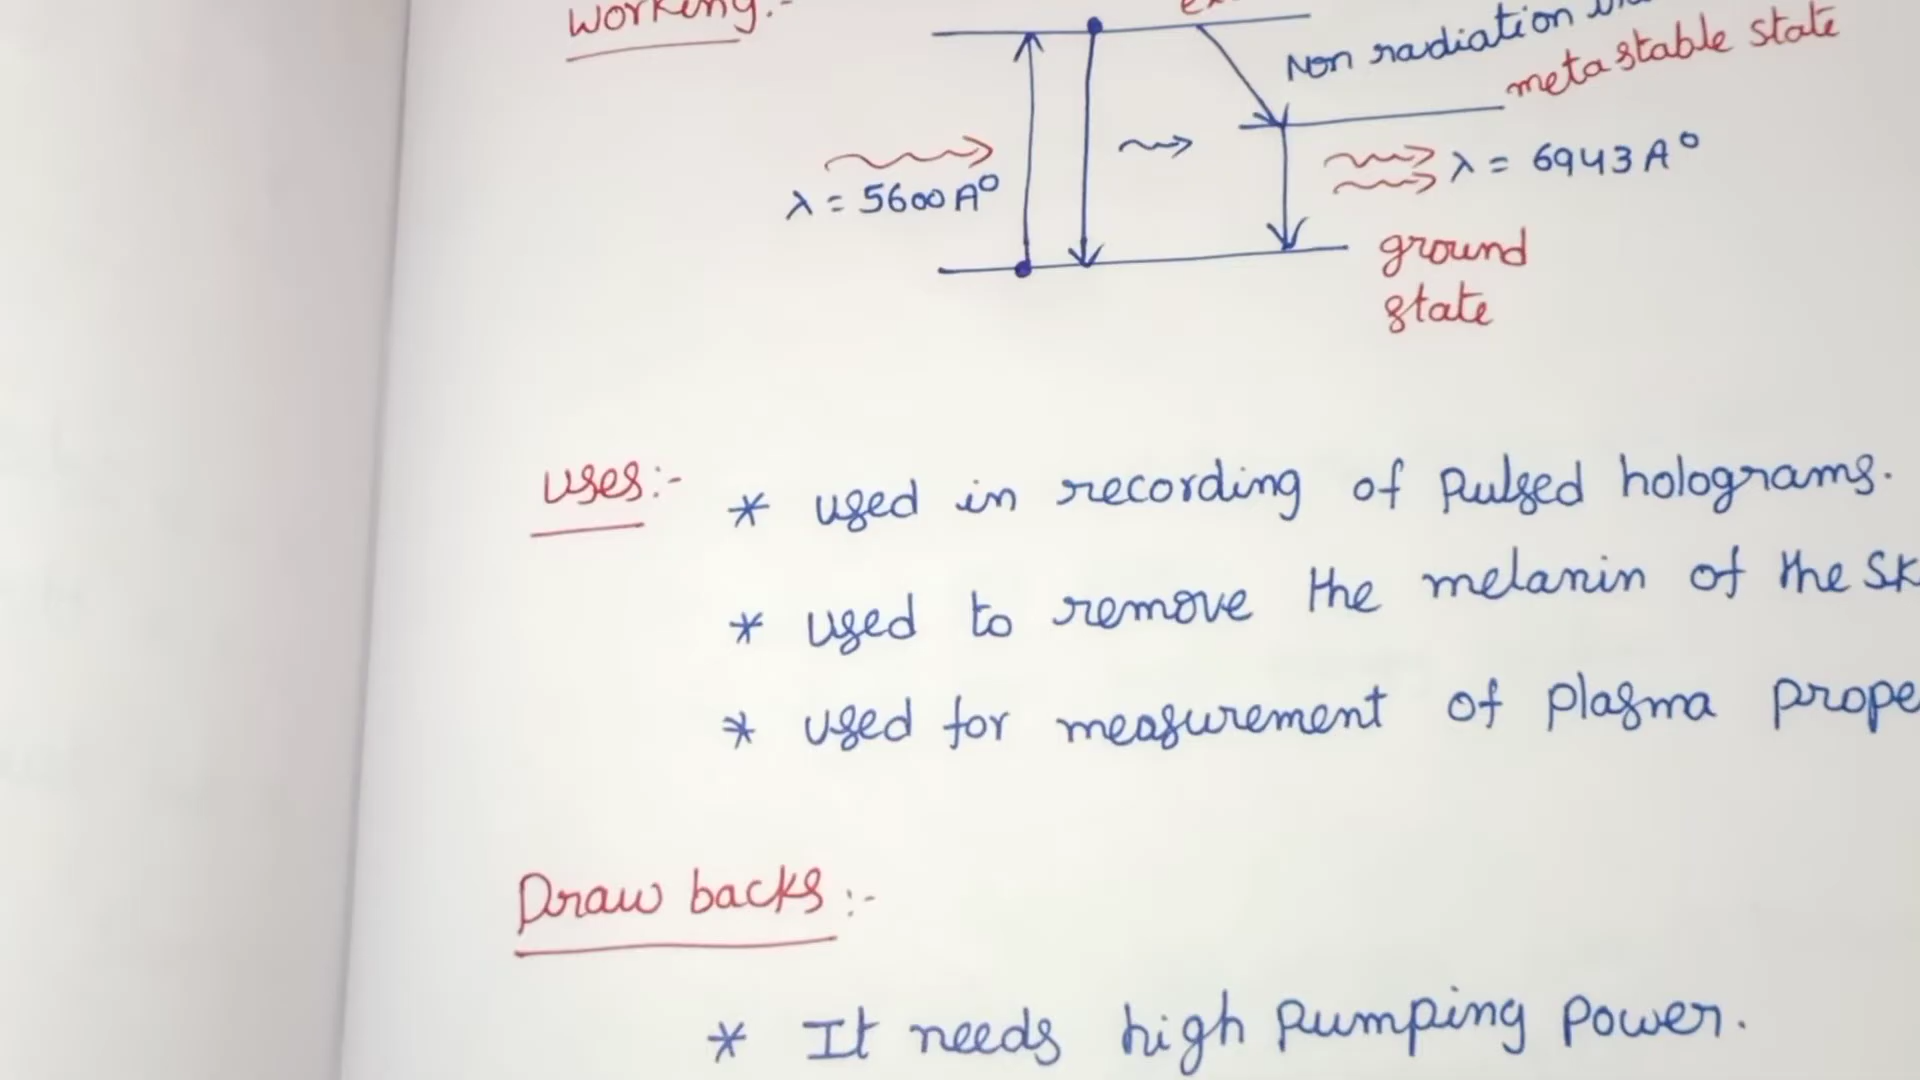 Working:-
Non radiation
metastable state
λ = 5600 A°
λ = 6943 A°
ground
state
uses:-
* used in recording of pulsed holograms.
* used to remove the melanin of the
* used for measurement of plasma
Draw backs:-
* It needs high pumping power.